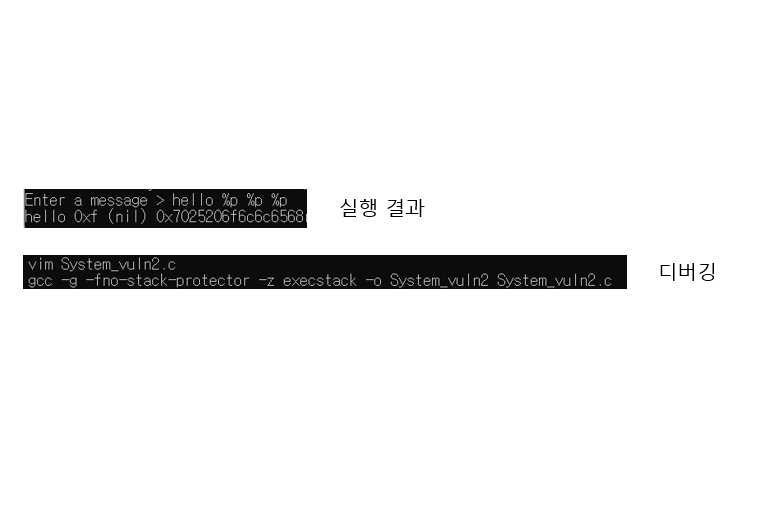 Enter a message > hello %p %p %p
hello 0xf (nil) 0x7025206f6c6c6568
실행 결과
vim System_vuln2.c
gcc -g -fno-stack-protector -z execstack -o System_vuln2 System_vuln2.c
디버깅